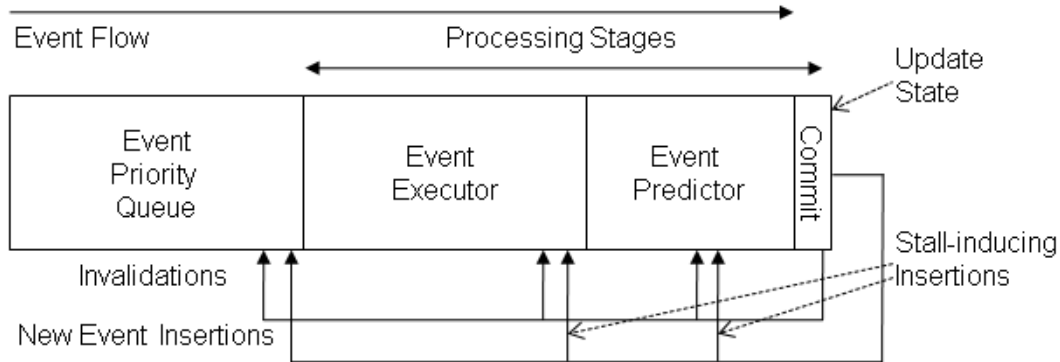 Event Flow
Processing Stages
Update
State
Event
Priority
Queue
Event
Executor
Event
Predictor
Commit
Stall-inducing
Insertions
Invalidations
New Event Insertions